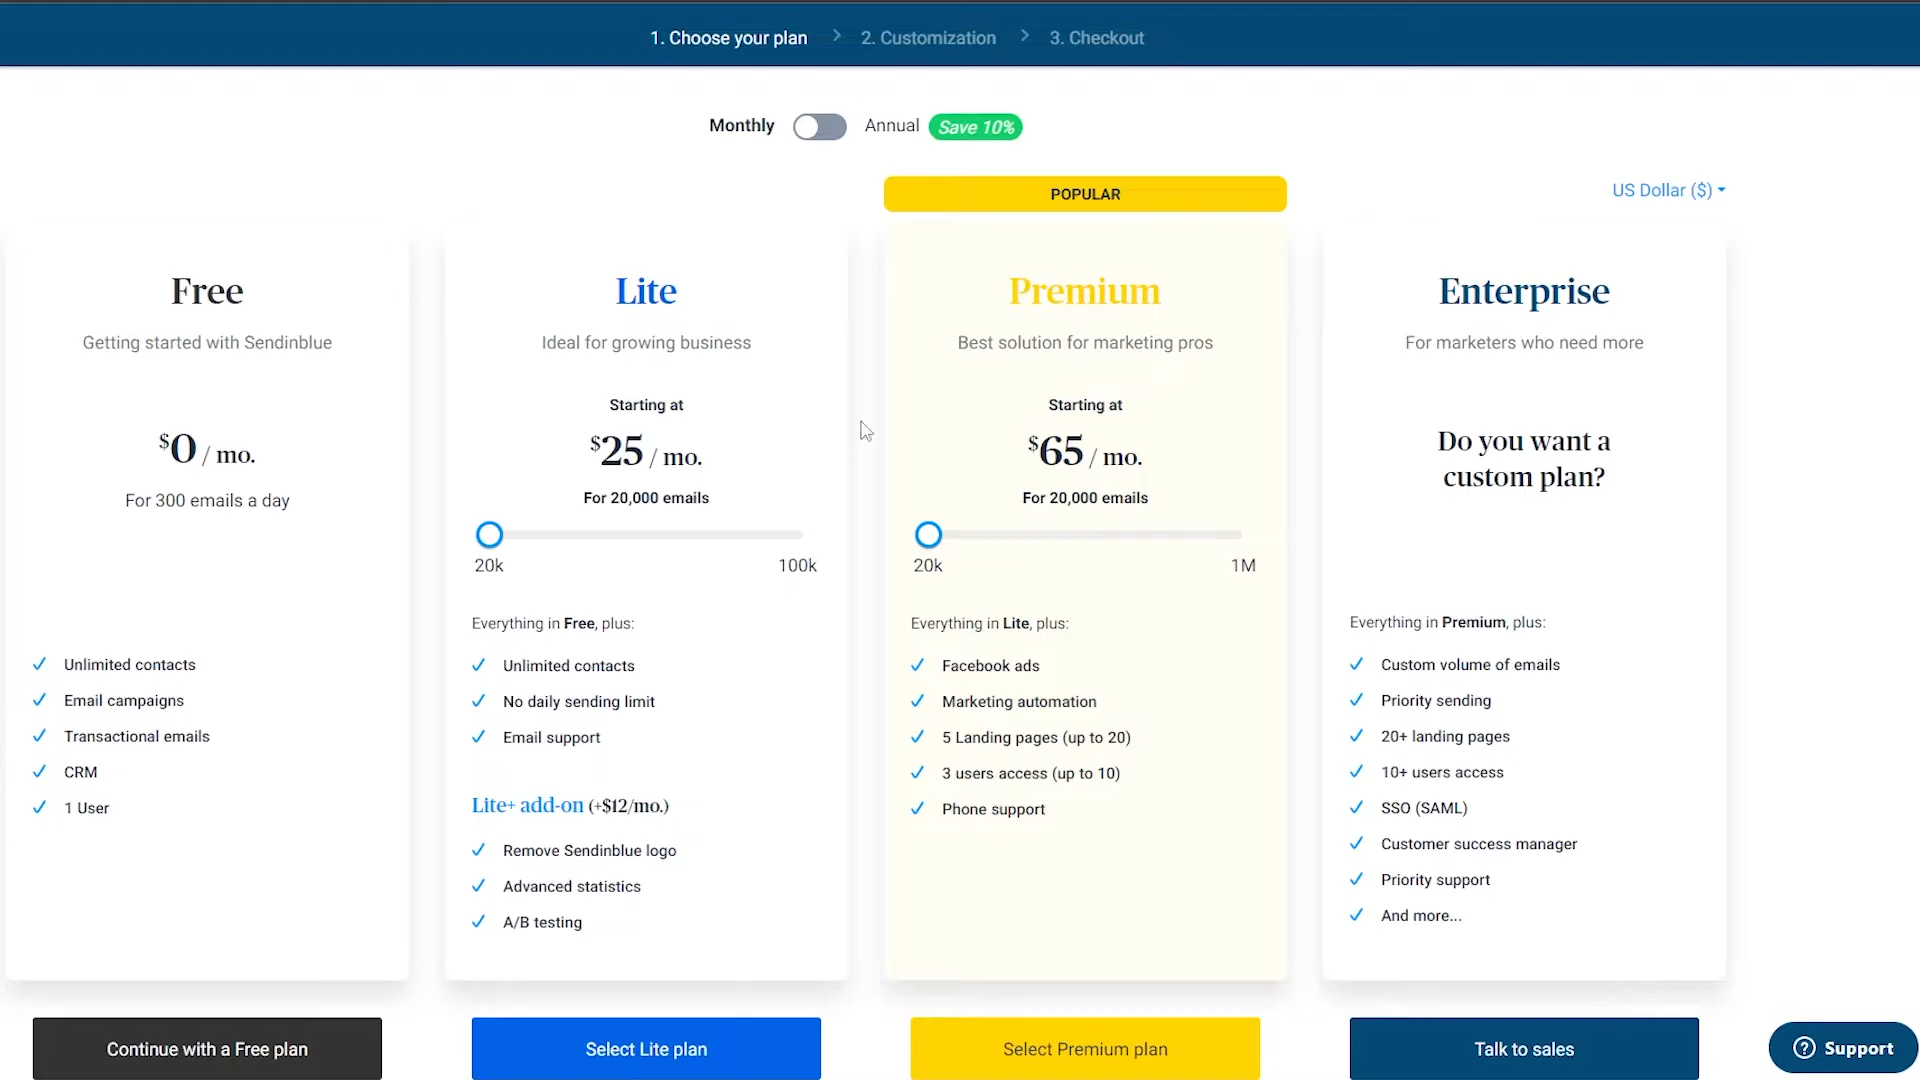 1. Choose your plan
2. Customization
3. Checkout
Monthly
Annual
Save 10%
US Dollar ($)
POPULAR
Free
Getting started with Sendinblue
$0 / mo.
For 300 emails a day
Unlimited contacts
Email campaigns
Transactional emails
CRM
1 User
Continue with a Free plan
Lite
Ideal for growing business
Starting at
$25 / mo.
For 20,000 emails
20k
100k
Everything in Free, plus:
Unlimited contacts
No daily sending limit
Email support
Lite+ add-on (+$12/mo.)
Remove Sendinblue logo
Advanced statistics
A/B testing
Select Lite plan
Premium
Best solution for marketing pros
Starting at
$65 / mo.
For 20,000 emails
20k
1M
Everything in Lite, plus:
Facebook ads
Marketing automation
5 Landing pages (up to 20)
3 users access (up to 10)
Phone support
Select Premium plan
Enterprise
For marketers who need more
Do you want a
custom plan?
Everything in Premium, plus:
Custom volume of emails
Priority sending
20+ landing pages
10+ users access
SSO (SAML)
Customer success manager
Priority support
And more...
Talk to sales
Support